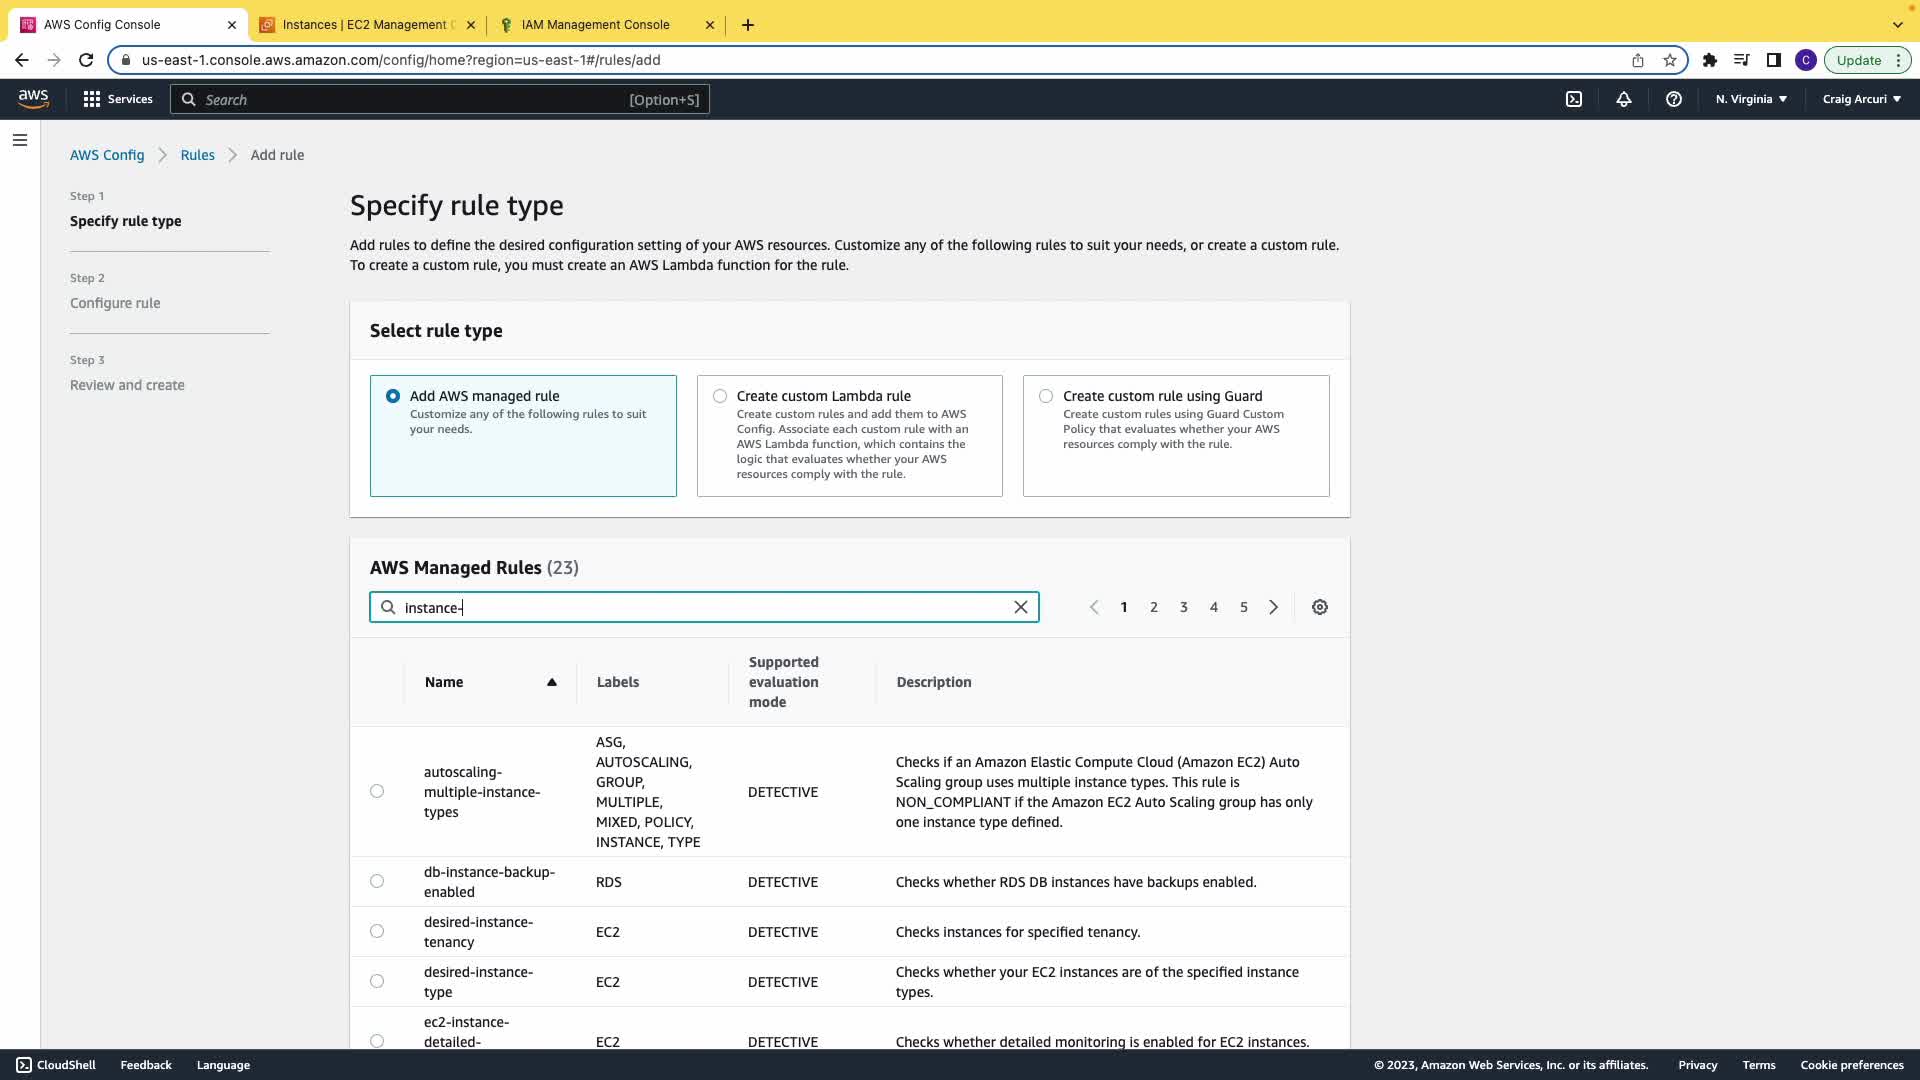 AWS Config Console
Instances | EC2 Management C
IAM Management Console
us-east-1.console.aws.amazon.com/config/home?region=us-east-1#/rules/add
C
Update
aws
Services
Search
[Option+S]
N. Virginia
Craig Arcuri
AWS Config
Rules
Add rule
Step 1
Specify rule type
Step 2
Configure rule
Step 3
Review and create
Specify rule type
Add rules to define the desired configuration setting of your AWS resources. Customize any of the following rules to suit your needs, or create a custom rule.
To create a custom rule, you must create an AWS Lambda function for the rule.
Select rule type
Add AWS managed rule
Customize any of the following rules to suit
your needs.
Create custom Lambda rule
Create custom rules and add them to AWS
Config. Associate each custom rule with an
AWS Lambda function, which contains the
logic that evaluates whether your AWS
resources comply with the rule.
Create custom rule using Guard
Create custom rules using Guard Custom
Policy that evaluates whether your AWS
resources comply with the rule.
AWS Managed Rules (23)
instance-
1 2 3 4 5
Name
Labels
Supported
evaluation
mode
Description
autoscaling-
multiple-instance-
types
ASG,
AUTOSCALING,
GROUP,
MULTIPLE,
MIXED, POLICY,
INSTANCE, TYPE
DETECTIVE
Checks if an Amazon Elastic Compute Cloud (Amazon EC2) Auto
Scaling group uses multiple instance types. This rule is
NON_COMPLIANT if the Amazon EC2 Auto Scaling group has only
one instance type defined.
db-instance-backup-
enabled
RDS
DETECTIVE
Checks whether RDS DB instances have backups enabled.
desired-instance-
tenancy
EC2
DETECTIVE
Checks instances for specified tenancy.
desired-instance-
type
EC2
DETECTIVE
Checks whether your EC2 instances are of the specified instance
types.
ec2-instance-
detailed-
EC2
DETECTIVE
Checks whether detailed monitoring is enabled for EC2 instances.
CloudShell
Feedback
Language
© 2023, Amazon Web Services, Inc. or its affiliates.
Privacy
Terms
Cookie preferences